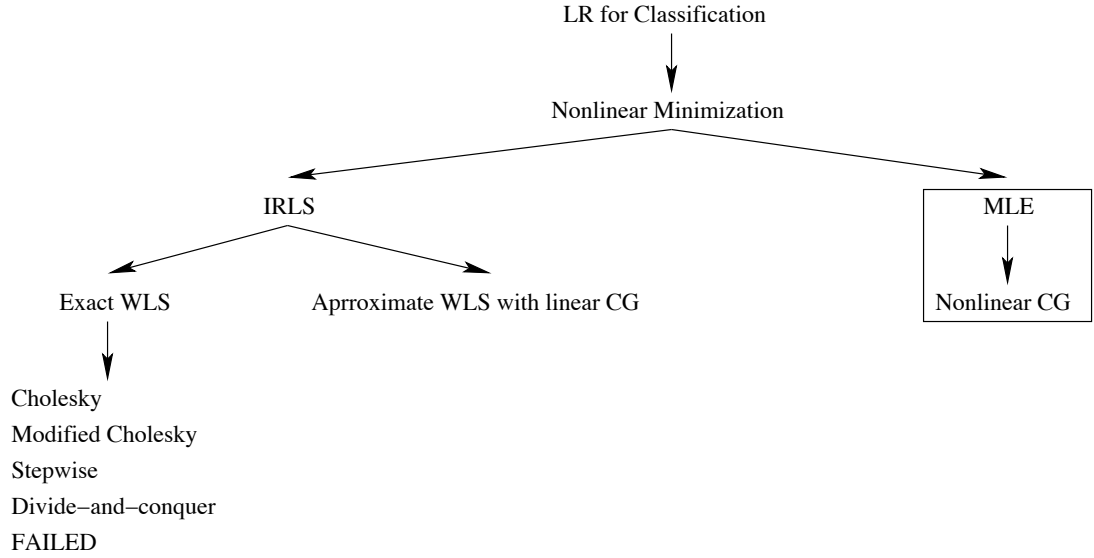 LR for Classification
Nonlinear Minimization
IRLS
MLE
Exact WLS
Aprroximate WLS with linear CG
Nonlinear CG
Cholesky
Modified Cholesky
Stepwise
Divide−and−conquer
FAILED